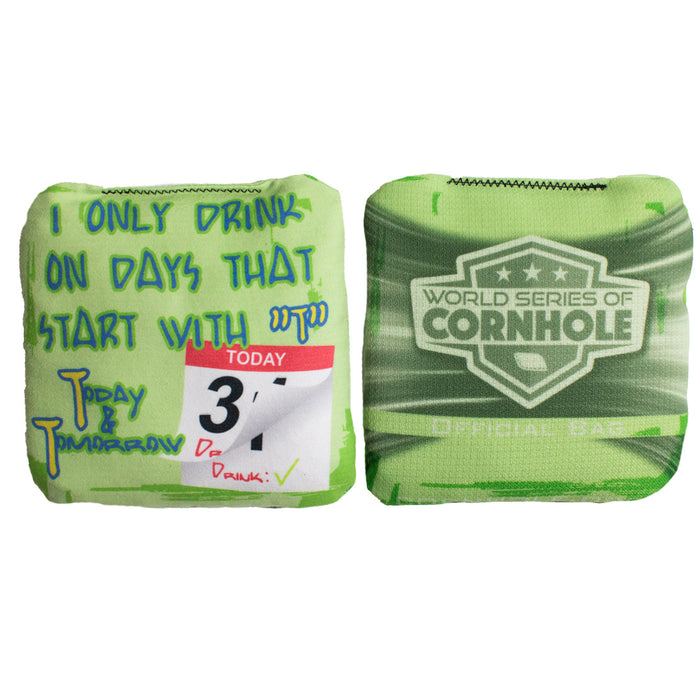 I ONLY DRINK
ON DAYS THAT
START WITH "T"
TODAY
&
TOMORROW
TODAY
3
DRINK: ✓
WORLD SERIES OF
CORNHOLE
OFFICIAL BAG